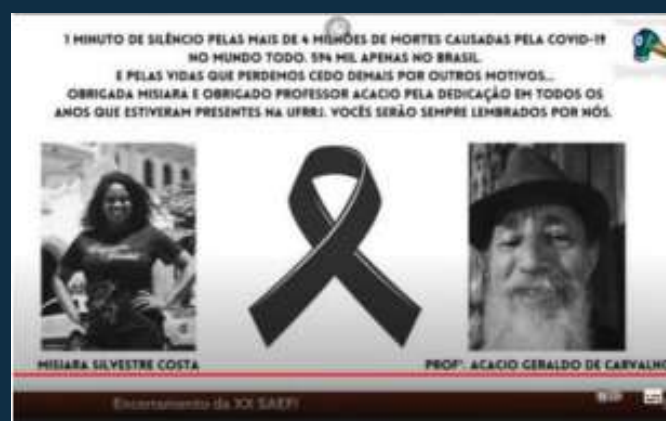 1 MINUTO DE SILÊNCIO PELAS MAIS DE 4 MILHÕES DE MORTES CAUSADAS PELA COVID-19
NO MUNDO TODO. 594 MIL APENAS NO BRASIL.
E PELAS VIDAS QUE PERDEMOS CEDO DEMAIS POR OUTROS MOTIVOS...
OBRIGADA MISIARA E OBRIGADO PROFESSOR ACACIO PELA DEDICAÇÃO EM TODOS OS
ANOS QUE ESTIVERAM PRESENTES NA UFRRJ. VOCÊS SERÃO SEMPRE LEMBRADOS POR NÓS.
MISIARA SILVESTRE COSTA
PROFº. ACACIO GERALDO DE CARVALHO
Encerramento da XX SAEFI